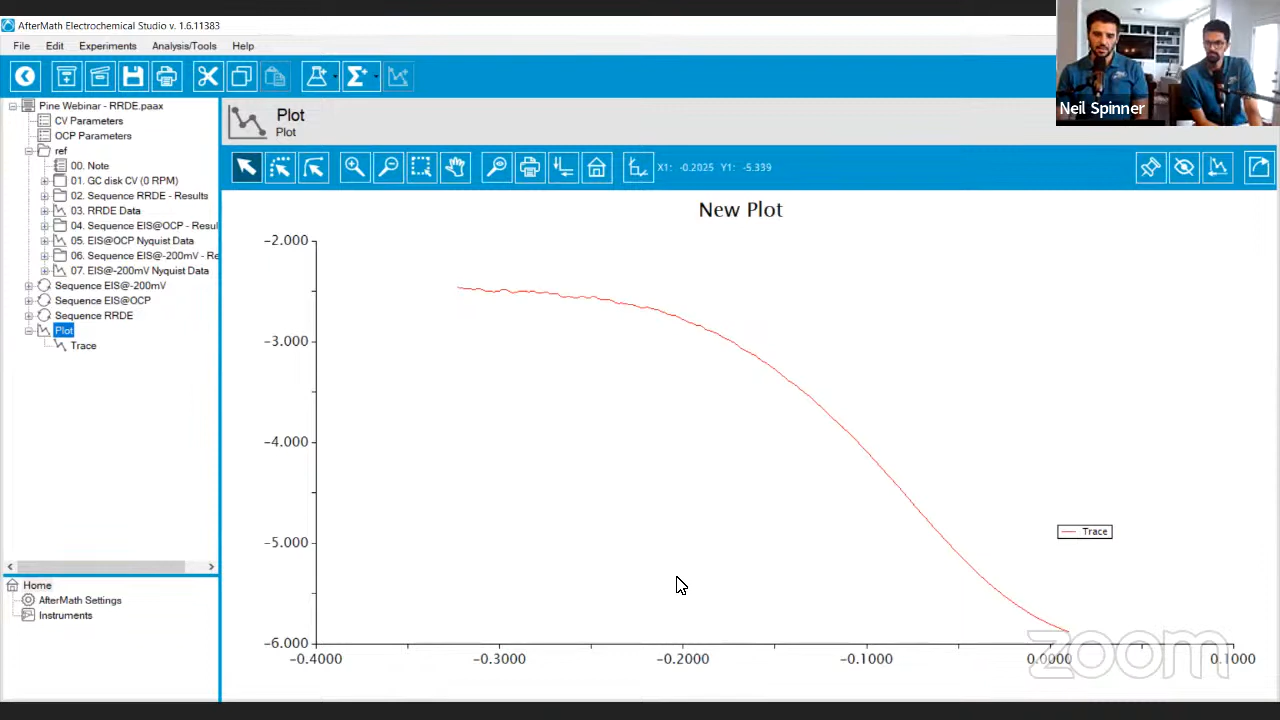 AfterMath Electrochemical Studio v. 1.6.11383
File Edit Experiments Analysis/Tools Help
Neil Spinner
Pine Webinar - RRDE.paax
CV Parameters
OCP Parameters
ref
00. Note
01. GC disk CV (0 RPM)
02. Sequence RRDE - Results
03. RRDE Data
04. Sequence EIS@OCP - Resul
05. EIS@OCP Nyquist Data
06. Sequence EIS@-200mV - Re
07. EIS@-200mV Nyquist Data
Sequence EIS@-200mV
Sequence EIS@OCP
Sequence RRDE
Plot
Trace
Home
AfterMath Settings
Instruments
Plot
Plot
X1: -0.2025 Y1: -5.339
New Plot
-2.000
-3.000
-4.000
-5.000
-6.000
-0.4000 -0.3000 -0.2000 -0.1000 0.0000 0.1000
Trace
zoom